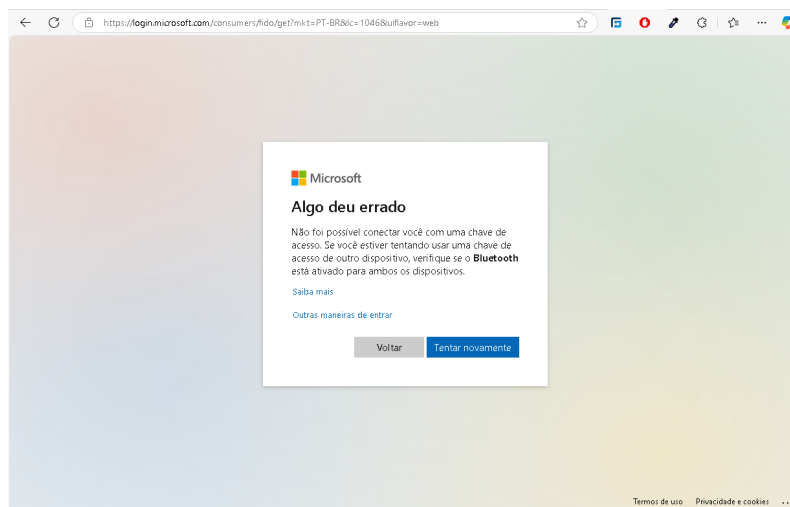 https://login.microsoft.com/consumers/fido/get?mkt=PT-BR&lc=1046&uiflavor=web
Microsoft
Algo deu errado
Não foi possível conectar você com uma chave de
acesso. Se você estiver tentando usar uma chave de
acesso de outro dispositivo, verifique se o Bluetooth
está ativado para ambos os dispositivos.
Saiba mais
Outras maneiras de entrar
Voltar
Tentar novamente
Termos de uso
Privacidade e cookies